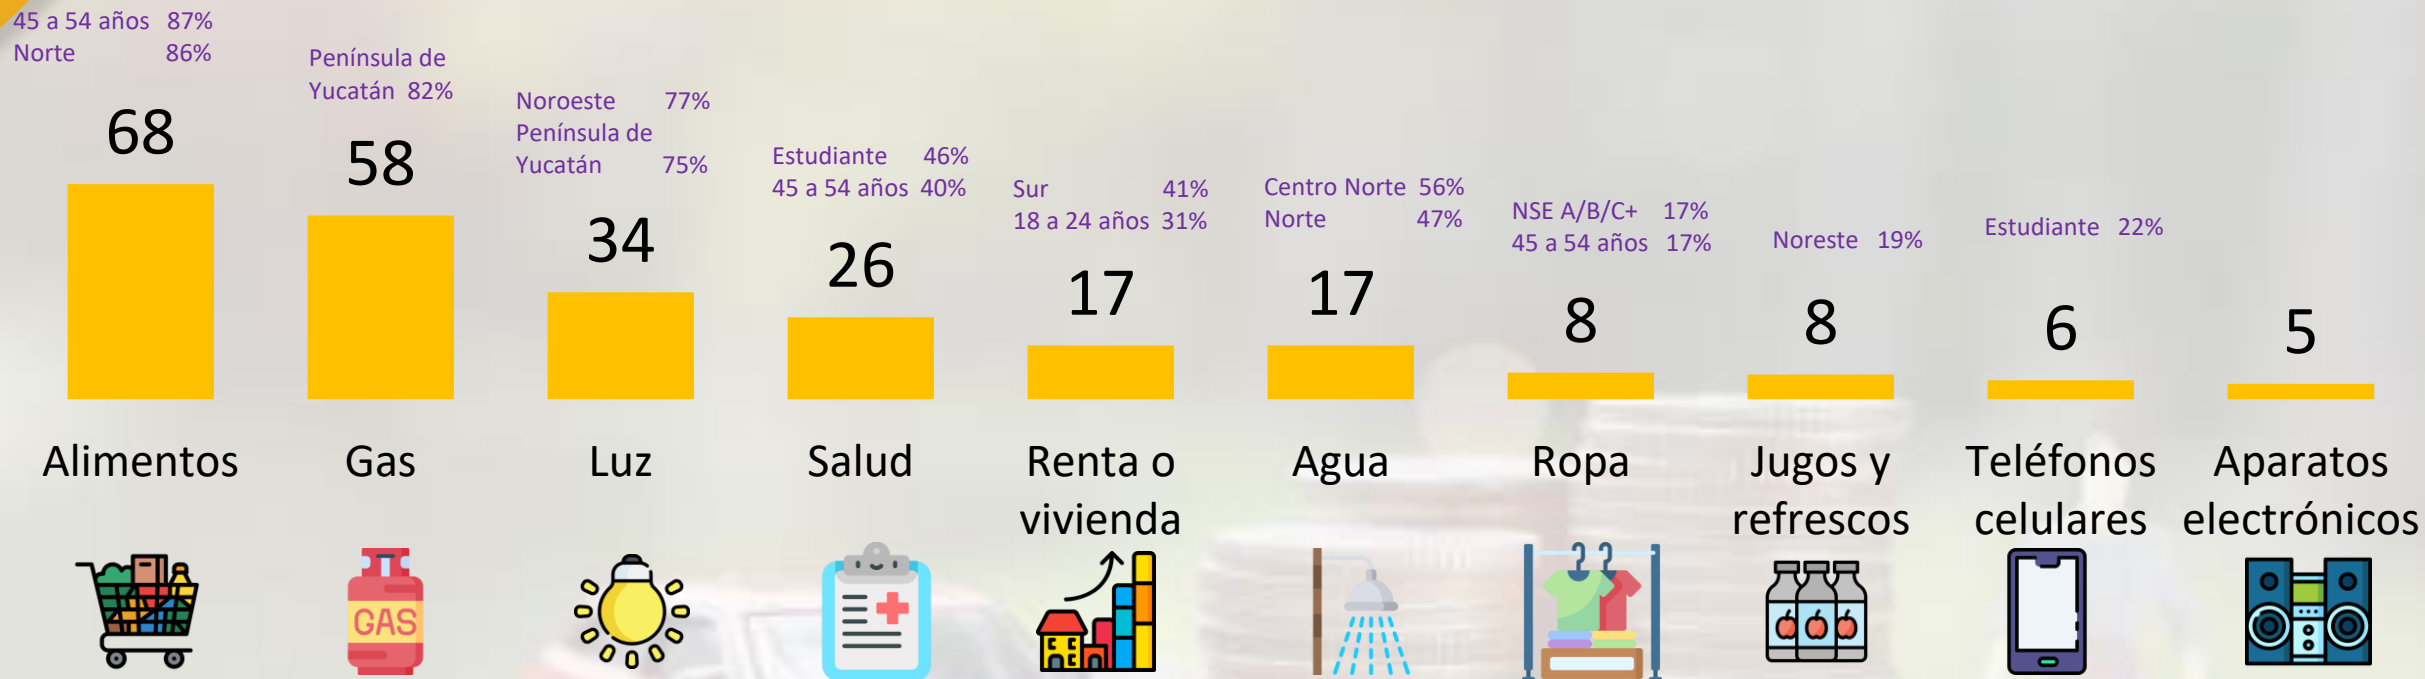 45 a 54 años 87%
Norte 86%
68
Alimentos
Península de
Yucatán 82%
58
Gas
GAS
Noroeste 77%
Península de
Yucatán 75%
34
Luz
Estudiante 46%
45 a 54 años 40%
26
Salud
Sur 41%
18 a 24 años 31%
17
Renta o
vivienda
Centro Norte 56%
Norte 47%
17
Agua
NSE A/B/C+ 17%
45 a 54 años 17%
8
Ropa
Noreste 19%
8
Jugos y
refrescos
Estudiante 22%
6
Teléfonos
celulares
5
Aparatos
electrónicos